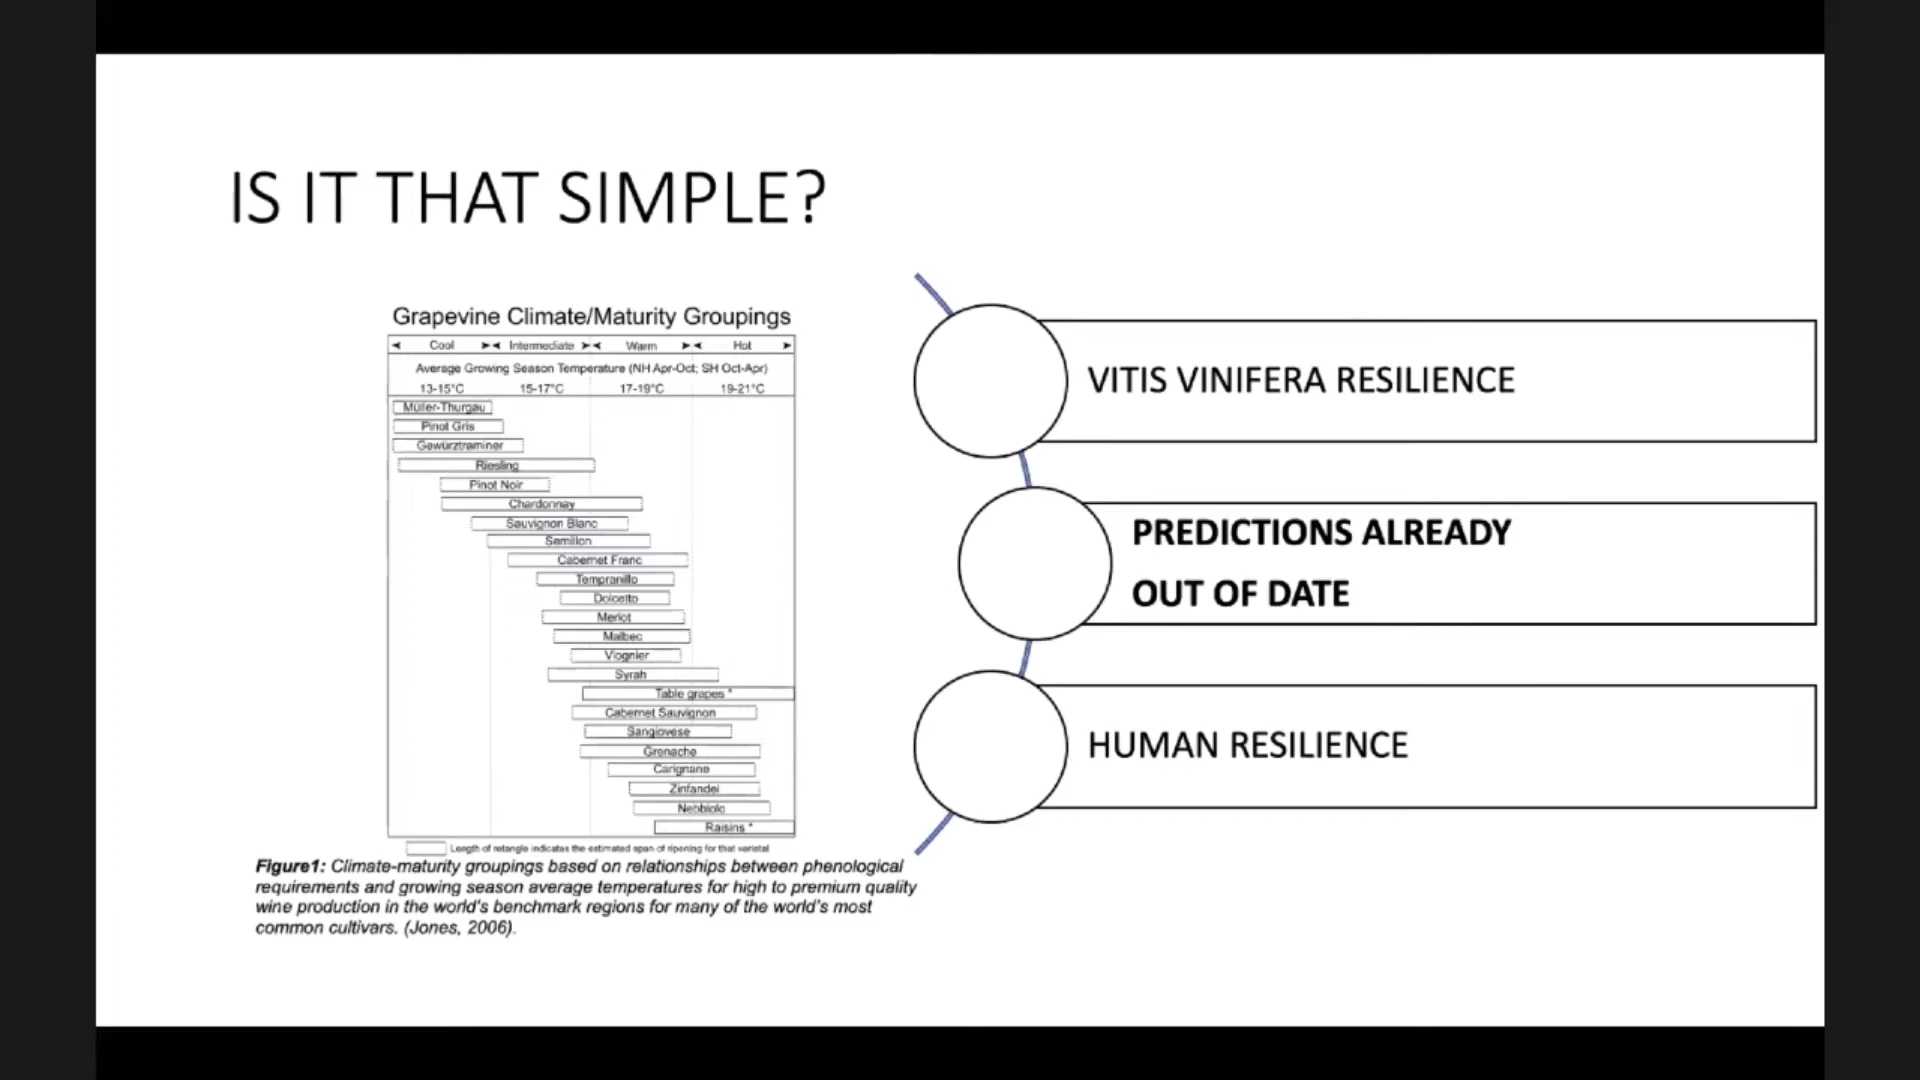 IS IT THAT SIMPLE?
Grapevine Climate/Maturity Groupings
Cool Intermediate Warm Hot
Average Growing Season Temperature (NH Apr-Oct; SH Oct-Apr)
13-15°C 15-17°C 17-19°C 19-21°C
Müller-Thurgau
Pinot Gris
Gewürztraminer
Riesling
Pinot Noir
Chardonnay
Sauvignon Blanc
Semillon
Cabernet Franc
Tempranillo
Dolcetto
Merlot
Malbec
Viognier
Syrah
Table grapes *
Cabernet Sauvignon
Sangiovese
Grenache
Carignane
Zinfandel
Nebbiolo
Raisins *
Length of retangle indicates the estimated span of ripening for that varietal
Figure1: Climate-maturity groupings based on relationships between phenological
requirements and growing season average temperatures for high to premium quality
wine production in the world's benchmark regions for many of the world's most
common cultivars. (Jones, 2006).
VITIS VINIFERA RESILIENCE
PREDICTIONS ALREADY
OUT OF DATE
HUMAN RESILIENCE